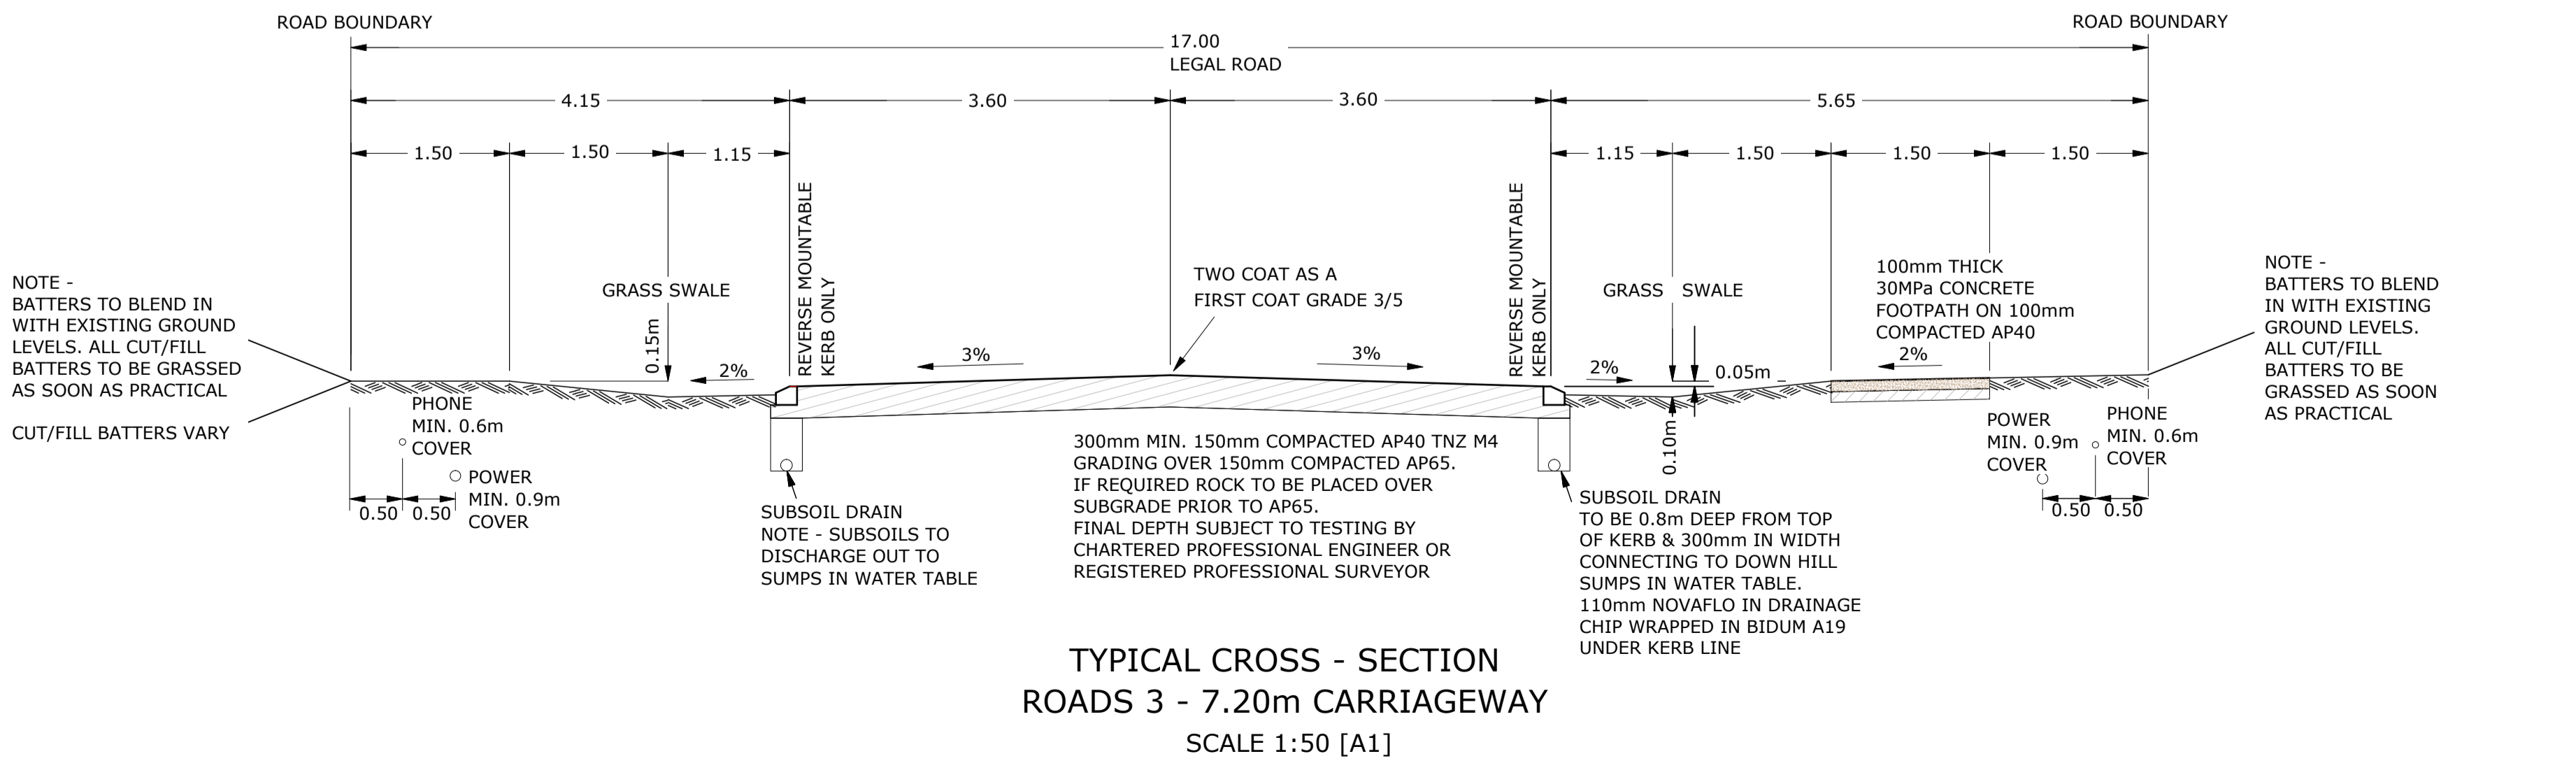 ROAD BOUNDARY
ROAD BOUNDARY
17.00
LEGAL ROAD
4.15
3.60
3.60
5.65
1.50
1.50
1.15
1.15
1.50
1.50
1.50
NOTE -
BATTERS TO BLEND IN
WITH EXISTING GROUND
LEVELS. ALL CUT/FILL
BATTERS TO BE GRASSED
AS SOON AS PRACTICAL
CUT/FILL BATTERS VARY
GRASS SWALE
0.15m
2%
REVERSE MOUNTABLE
KERB ONLY
3%
TWO COAT AS A
FIRST COAT GRADE 3/5
3%
REVERSE MOUNTABLE
KERB ONLY
2%
GRASS SWALE
0.05m
0.10m
100mm THICK
30MPa CONCRETE
FOOTPATH ON 100mm
COMPACTED AP40
2%
NOTE -
BATTERS TO BLEND
IN WITH EXISTING
GROUND LEVELS.
ALL CUT/FILL
BATTERS TO BE
GRASSED AS SOON
AS PRACTICAL
PHONE
MIN. 0.6m
COVER
POWER
MIN. 0.9m
COVER
0.50
0.50
SUBSOIL DRAIN
NOTE - SUBSOILS TO
DISCHARGE OUT TO
SUMPS IN WATER TABLE
300mm MIN. 150mm COMPACTED AP40 TNZ M4
GRADING OVER 150mm COMPACTED AP65.
IF REQUIRED ROCK TO BE PLACED OVER
SUBGRADE PRIOR TO AP65.
FINAL DEPTH SUBJECT TO TESTING BY
CHARTERED PROFESSIONAL ENGINEER OR
REGISTERED PROFESSIONAL SURVEYOR
SUBSOIL DRAIN
TO BE 0.8m DEEP FROM TOP
OF KERB & 300mm IN WIDTH
CONNECTING TO DOWN HILL
SUMPS IN WATER TABLE.
110mm NOVAFLO IN DRAINAGE
CHIP WRAPPED IN BIDUM A19
UNDER KERB LINE
POWER
MIN. 0.9m
COVER
PHONE
MIN. 0.6m
COVER
0.50
0.50
TYPICAL CROSS - SECTION
ROADS 3 - 7.20m CARRIAGEWAY
SCALE 1:50 [A1]